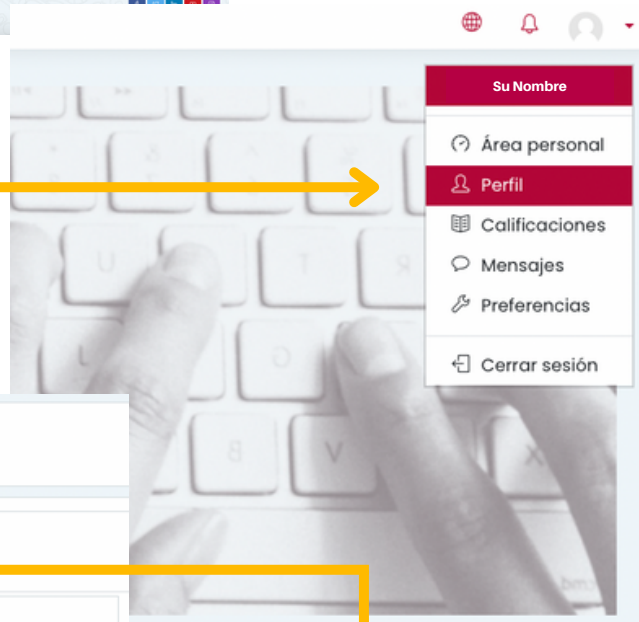 Su Nombre
Área personal
Perfil
Calificaciones
Mensajes
Preferencias
Cerrar sesión